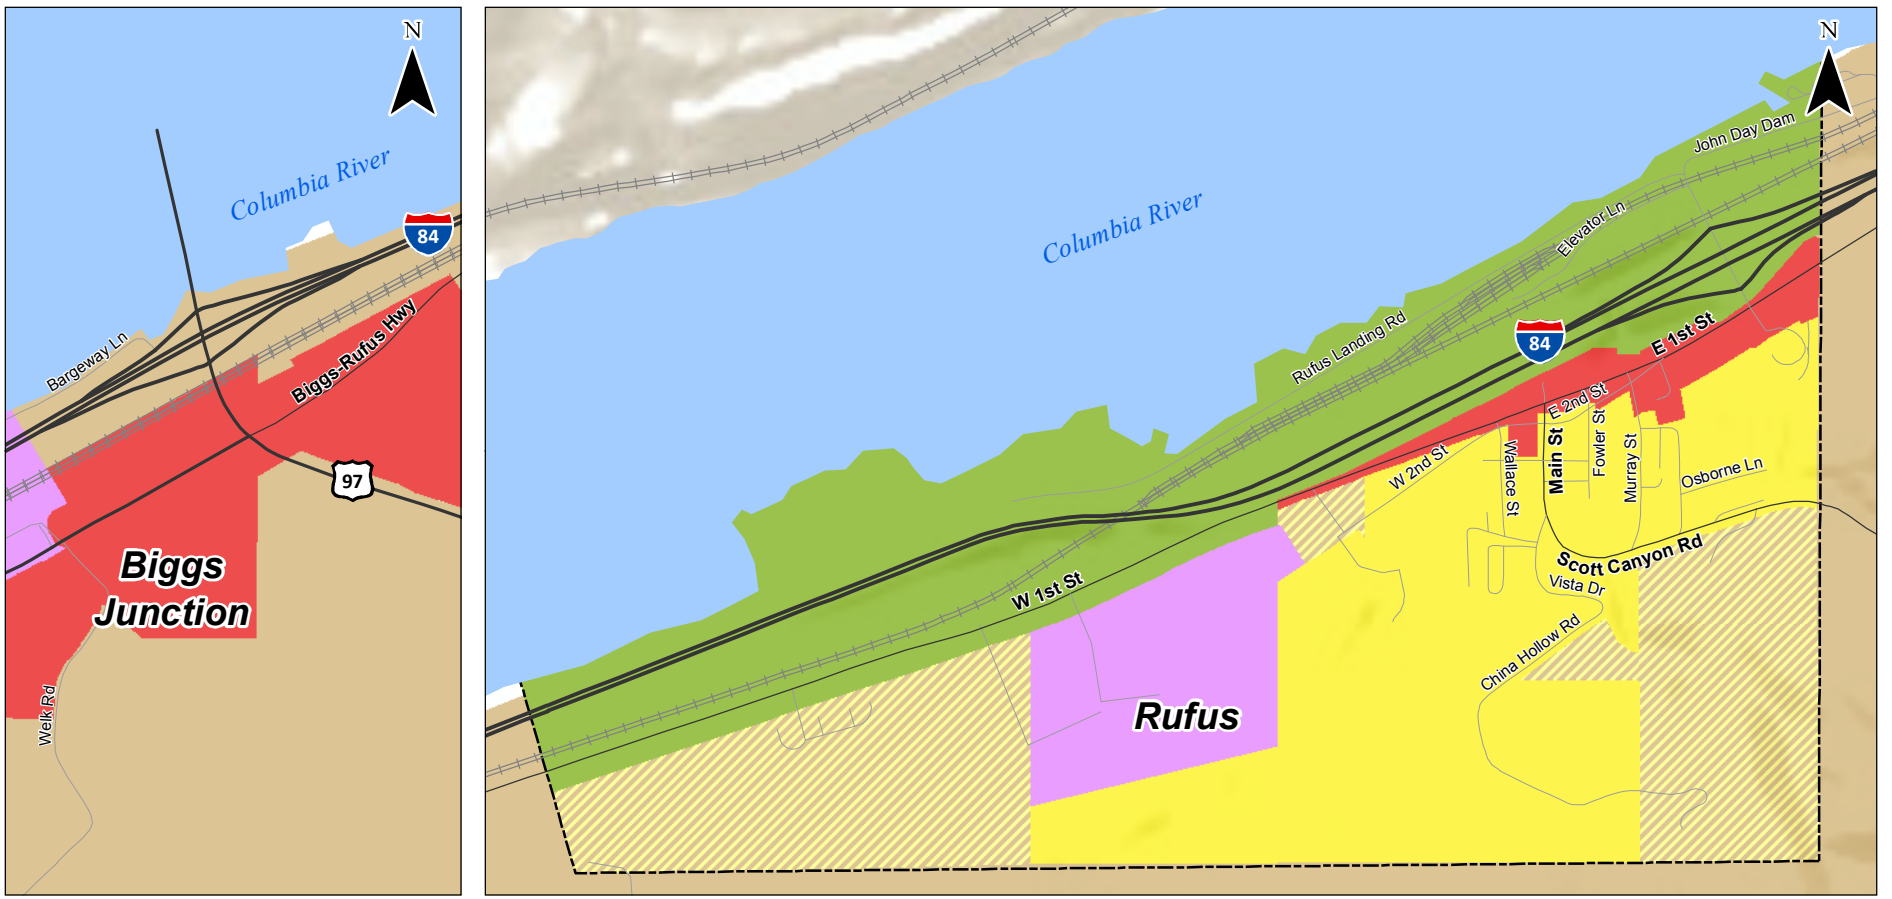 N
Columbia River
84
Bargeway Ln
Biggs-Rufus Hwy
97
Biggs
Junction
Welk Rd
N
John Day Dam
Columbia River
Elevator Ln
Rufus Landing Rd
84
E 1st St
E 2nd St
W 2nd St
Wallace St
Main St
Fowler St
Murray St
Osborne Ln
Scott Canyon Rd
Vista Dr
W 1st St
China Hollow Rd
Rufus